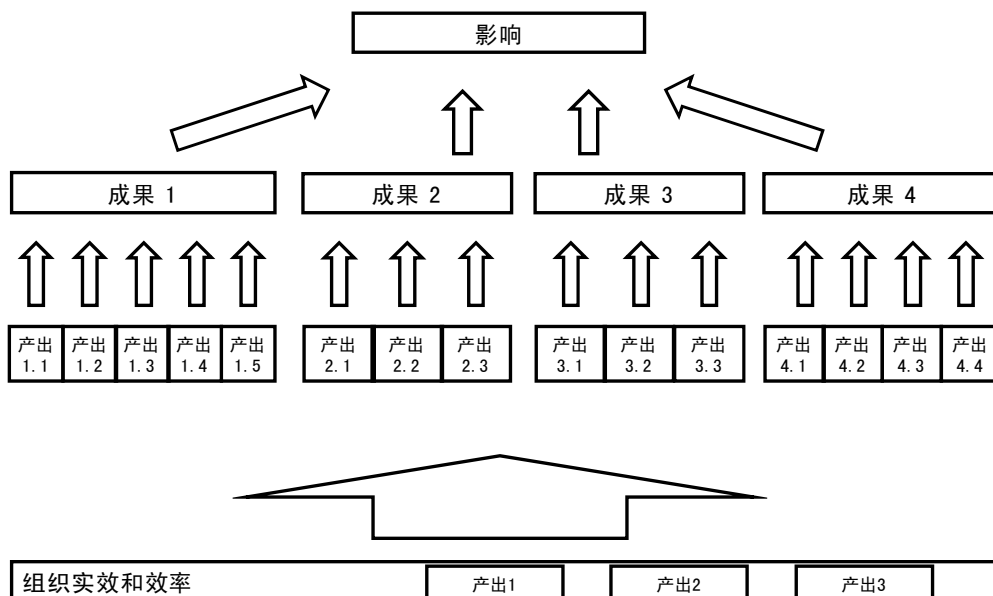 影响
成果 1 成果 2 成果 3 成果 4
产出 产出 产出 产出 产出 产出 产出 产出 产出 产出 产出 产出 产出 产出 产出
1.1 1.2 1.3 1.4 1.5 2.1 2.2 2.3 3.1 3.2 3.3 4.1 4.2 4.3 4.4
组织实效和效率 产出1 产出2 产出3